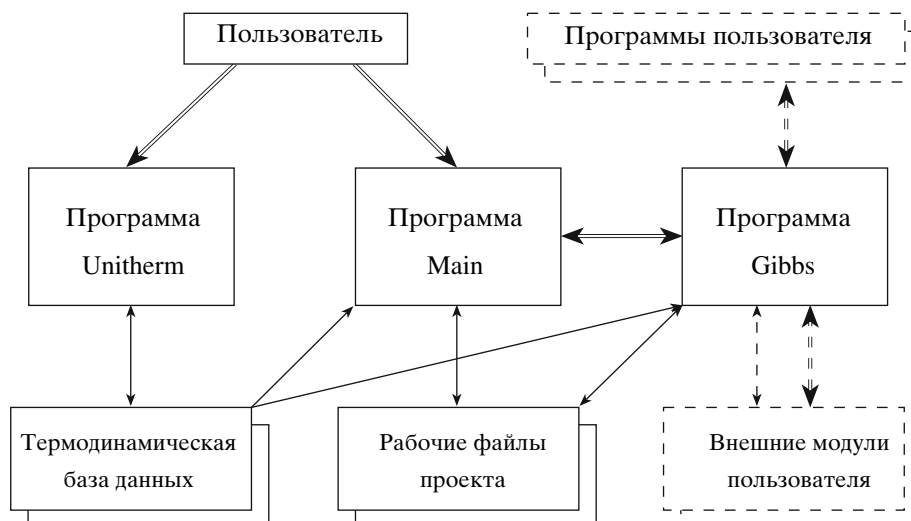 Пользователь
Программы пользователя
Программа
Unitherm
Программа
Main
Программа
Gibbs
Термодинамическая
база данных
Рабочие файлы
проекта
Внешние модули
пользователя